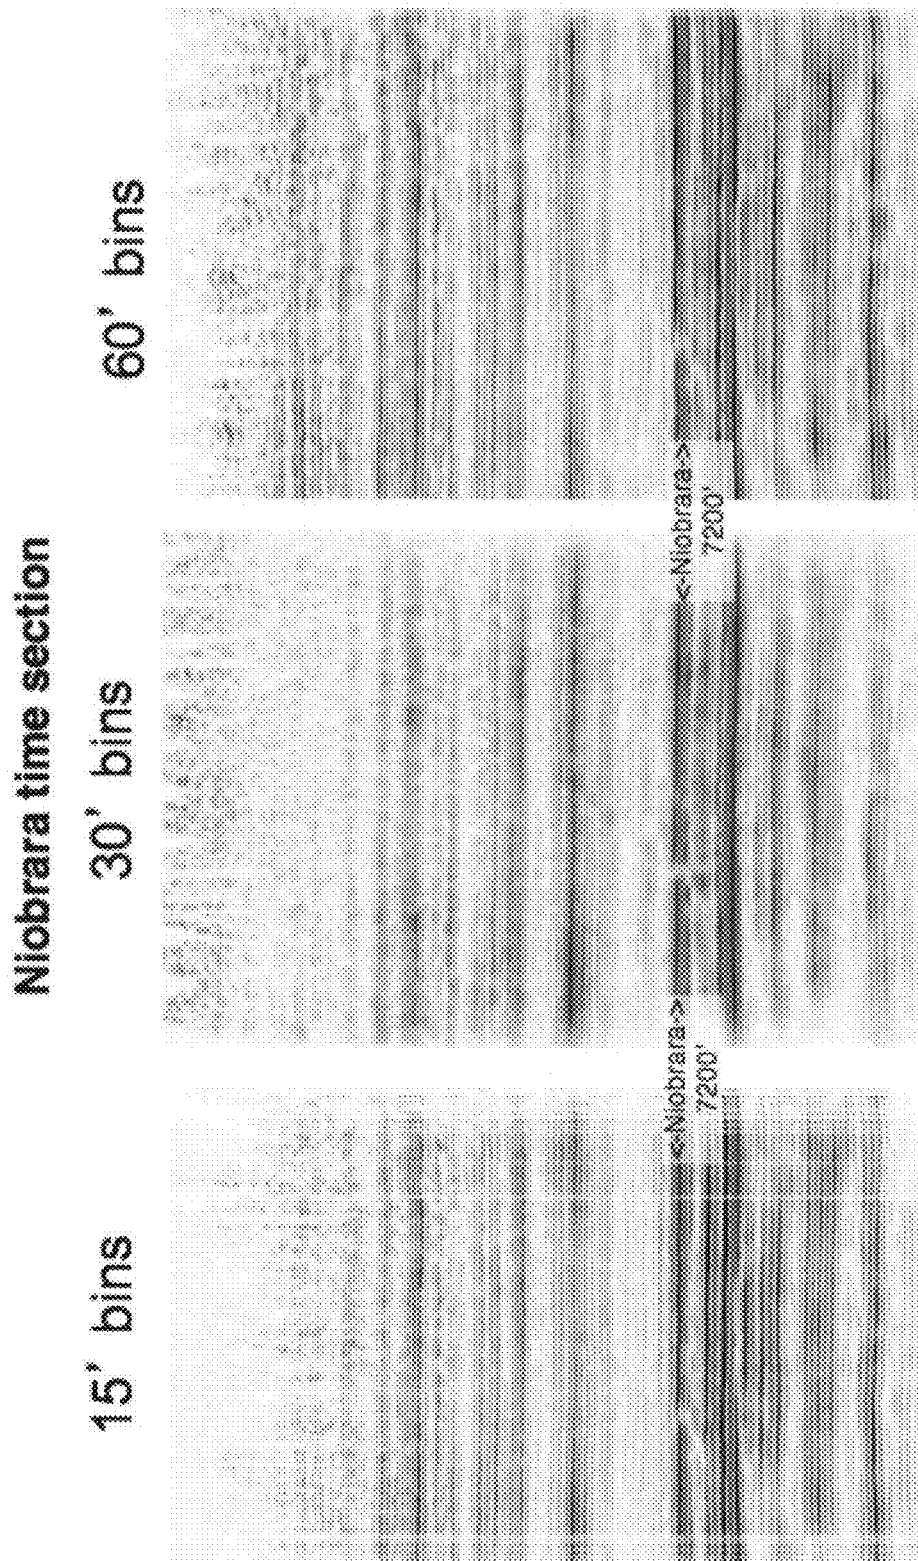 Niobrara time section
15' bins
30' bins
60' bins
<-Niobrara->
7200'
<-Niobrara->
7200'